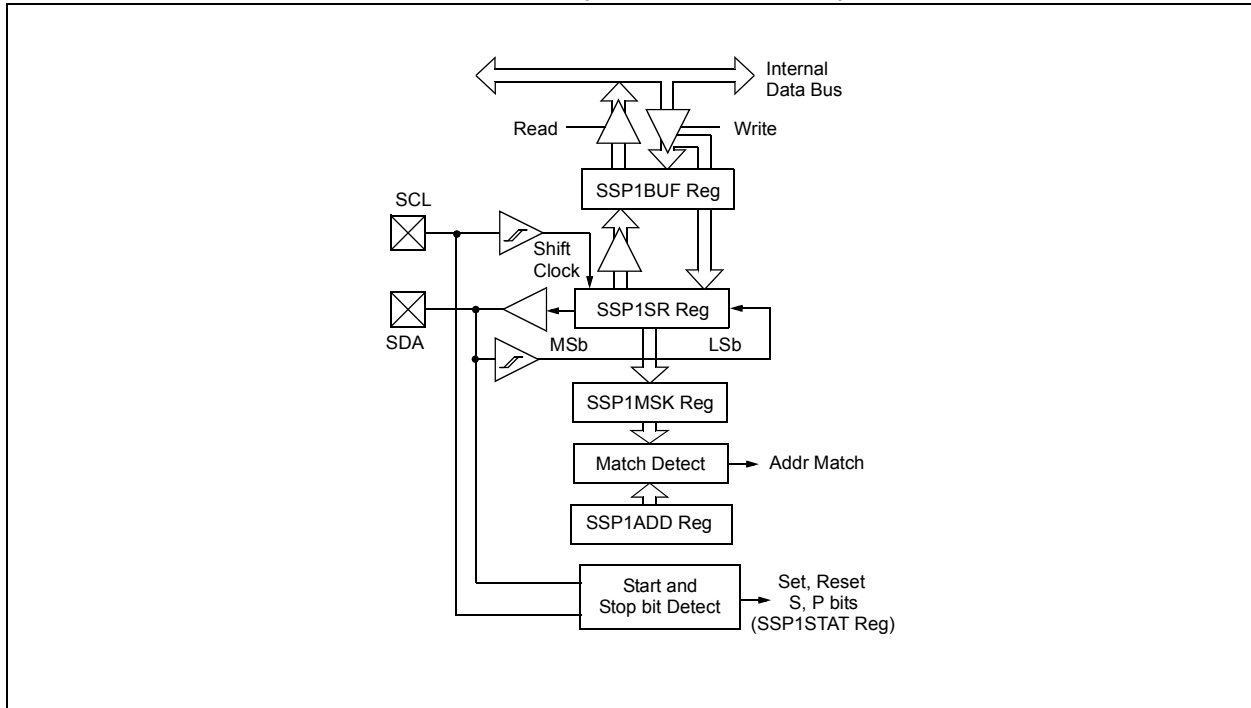 Internal
Data Bus
Read
Write
SSP1BUF Reg
SCL
Shift
Clock
SSP1SR Reg
SDA
MSb
LSb
SSP1MSK Reg
Match Detect
Addr Match
SSP1ADD Reg
Start and
Stop bit Detect
Set, Reset
S, P bits
(SSP1STAT Reg)